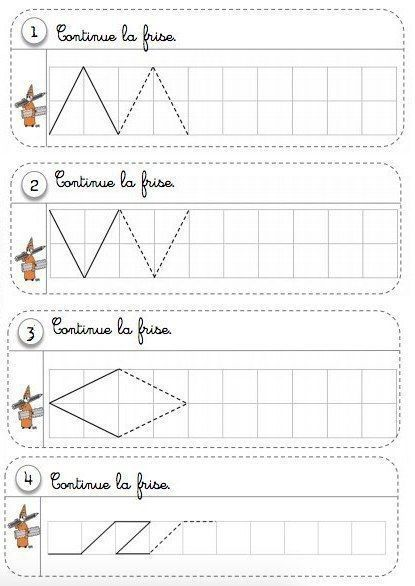 1 Continue la frise.
2 Continue la frise.
3 Continue la frise.
4 Continue la frise.